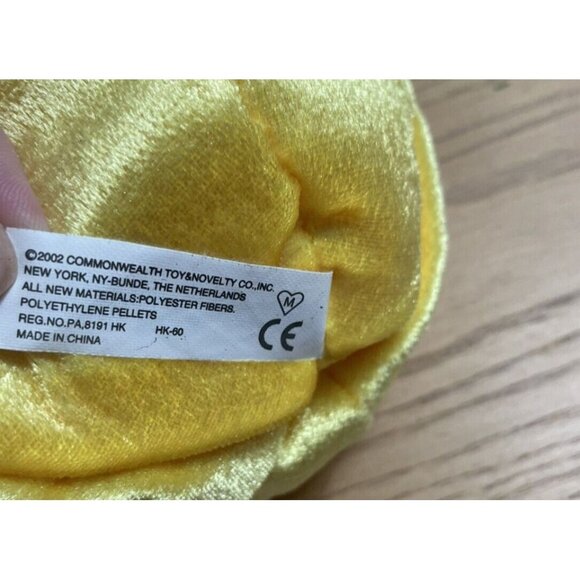 ©2002 COMMONWEALTH TOY&NOVELTY CO.,INC.
NEW YORK, NY-BUNDE, THE NETHERLANDS
ALL NEW MATERIALS:POLYESTER FIBERS.
POLYETHYLENE PELLETS
REG.NO.PA,8191 HK HK-60
MADE IN CHINA
M
CE